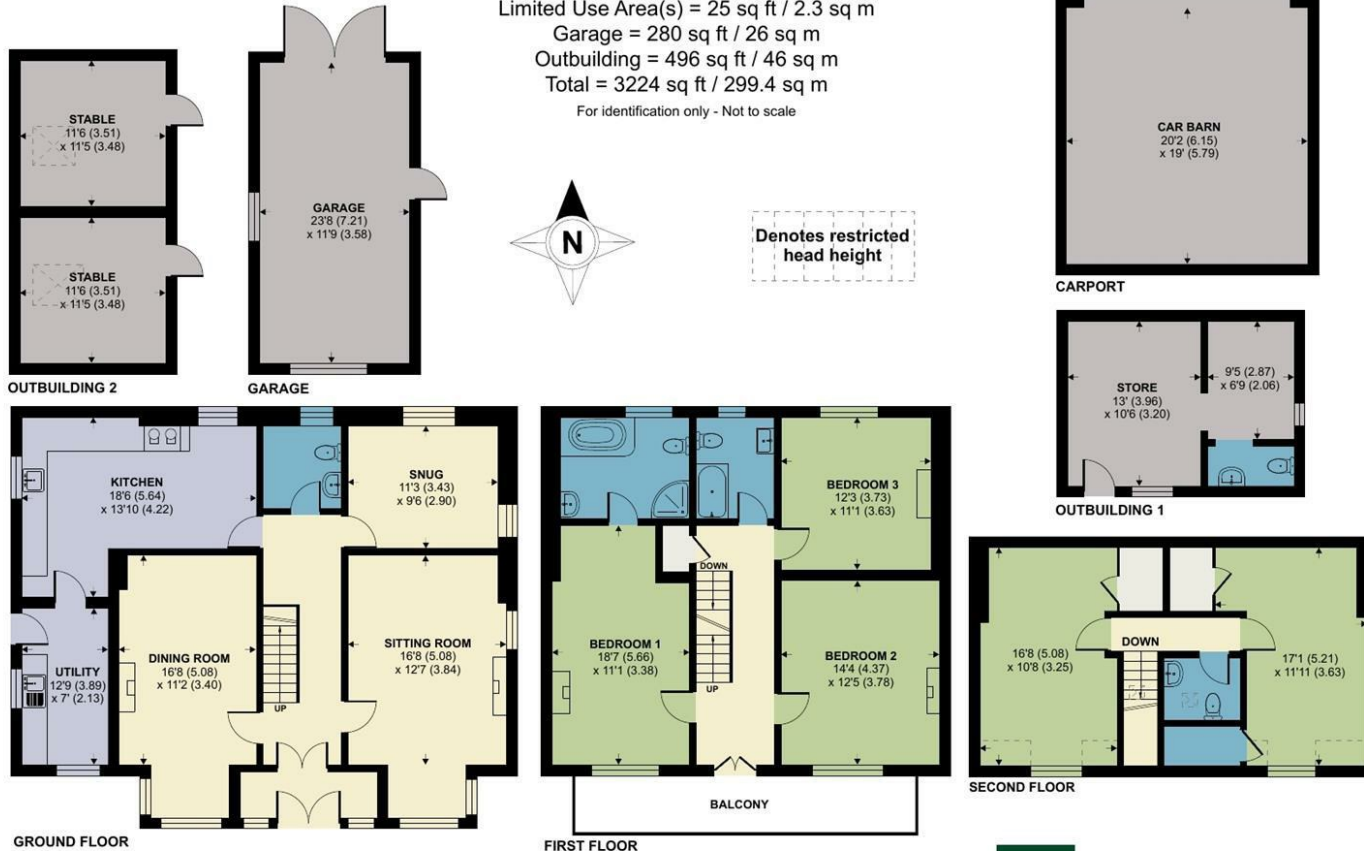 Limited Use Area(s) = 25 sq ft / 2.3 sq m
Garage = 280 sq ft / 26 sq m
Outbuilding = 496 sq ft / 46 sq m
Total = 3224 sq ft / 299.4 sq m
For identification only - Not to scale
STABLE
11'6 (3.51)
x 11'5 (3.48)
STABLE
11'6 (3.51)
x 11'5 (3.48)
OUTBUILDING 2
GARAGE
23'8 (7.21)
x 11'9 (3.58)
GARAGE
N
Denotes restricted
head height
CAR BARN
20'2 (6.15)
x 19' (5.79)
CARPORT
STORE
13' (3.96)
x 10'6 (3.20)
9'5 (2.87)
x 6'9 (2.06)
OUTBUILDING 1
KITCHEN
18'6 (5.64)
x 13'10 (4.22)
SNUG
11'3 (3.43)
x 9'6 (2.90)
UTILITY
12'9 (3.89)
x 7' (2.13)
DINING ROOM
16'8 (5.08)
x 11'2 (3.40)
UP
SITTING ROOM
16'8 (5.08)
x 12'7 (3.84)
GROUND FLOOR
BEDROOM 3
12'3 (3.73)
x 11'1 (3.63)
DOWN
BEDROOM 1
18'7 (5.66)
x 11'1 (3.38)
UP
BEDROOM 2
14'4 (4.37)
x 12'5 (3.78)
BALCONY
FIRST FLOOR
16'8 (5.08)
x 10'8 (3.25)
DOWN
17'1 (5.21)
x 11'11 (3.63)
SECOND FLOOR